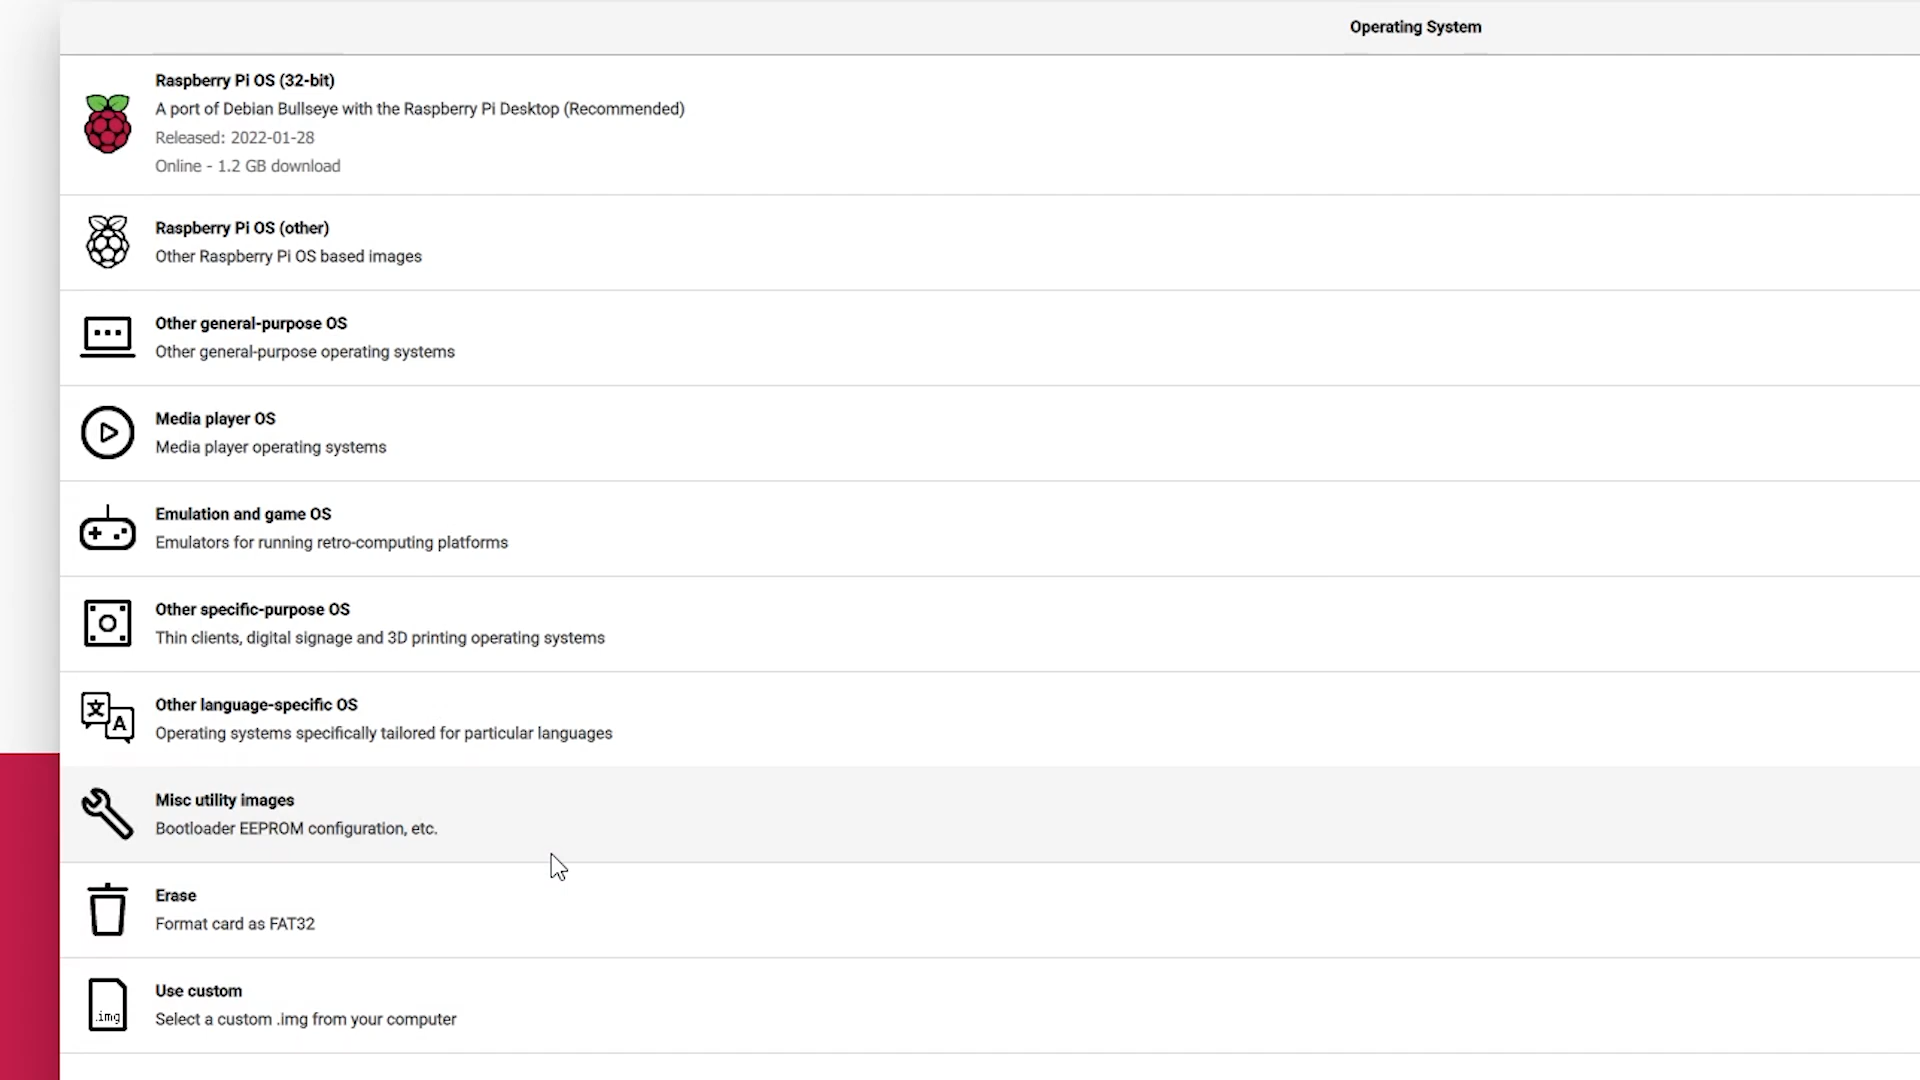 Operating System
Raspberry Pi OS (32-bit)
A port of Debian Bullseye with the Raspberry Pi Desktop (Recommended)
Released: 2022-01-28
Online - 1.2 GB download
Raspberry Pi OS (other)
Other Raspberry Pi OS based images
Other general-purpose OS
Other general-purpose operating systems
Media player OS
Media player operating systems
Emulation and game OS
Emulators for running retro-computing platforms
Other specific-purpose OS
Thin clients, digital signage and 3D printing operating systems
文 A
Other language-specific OS
Operating systems specifically tailored for particular languages
Misc utility images
Bootloader EEPROM configuration, etc.
Erase
Format card as FAT32
.img
Use custom
Select a custom .img from your computer